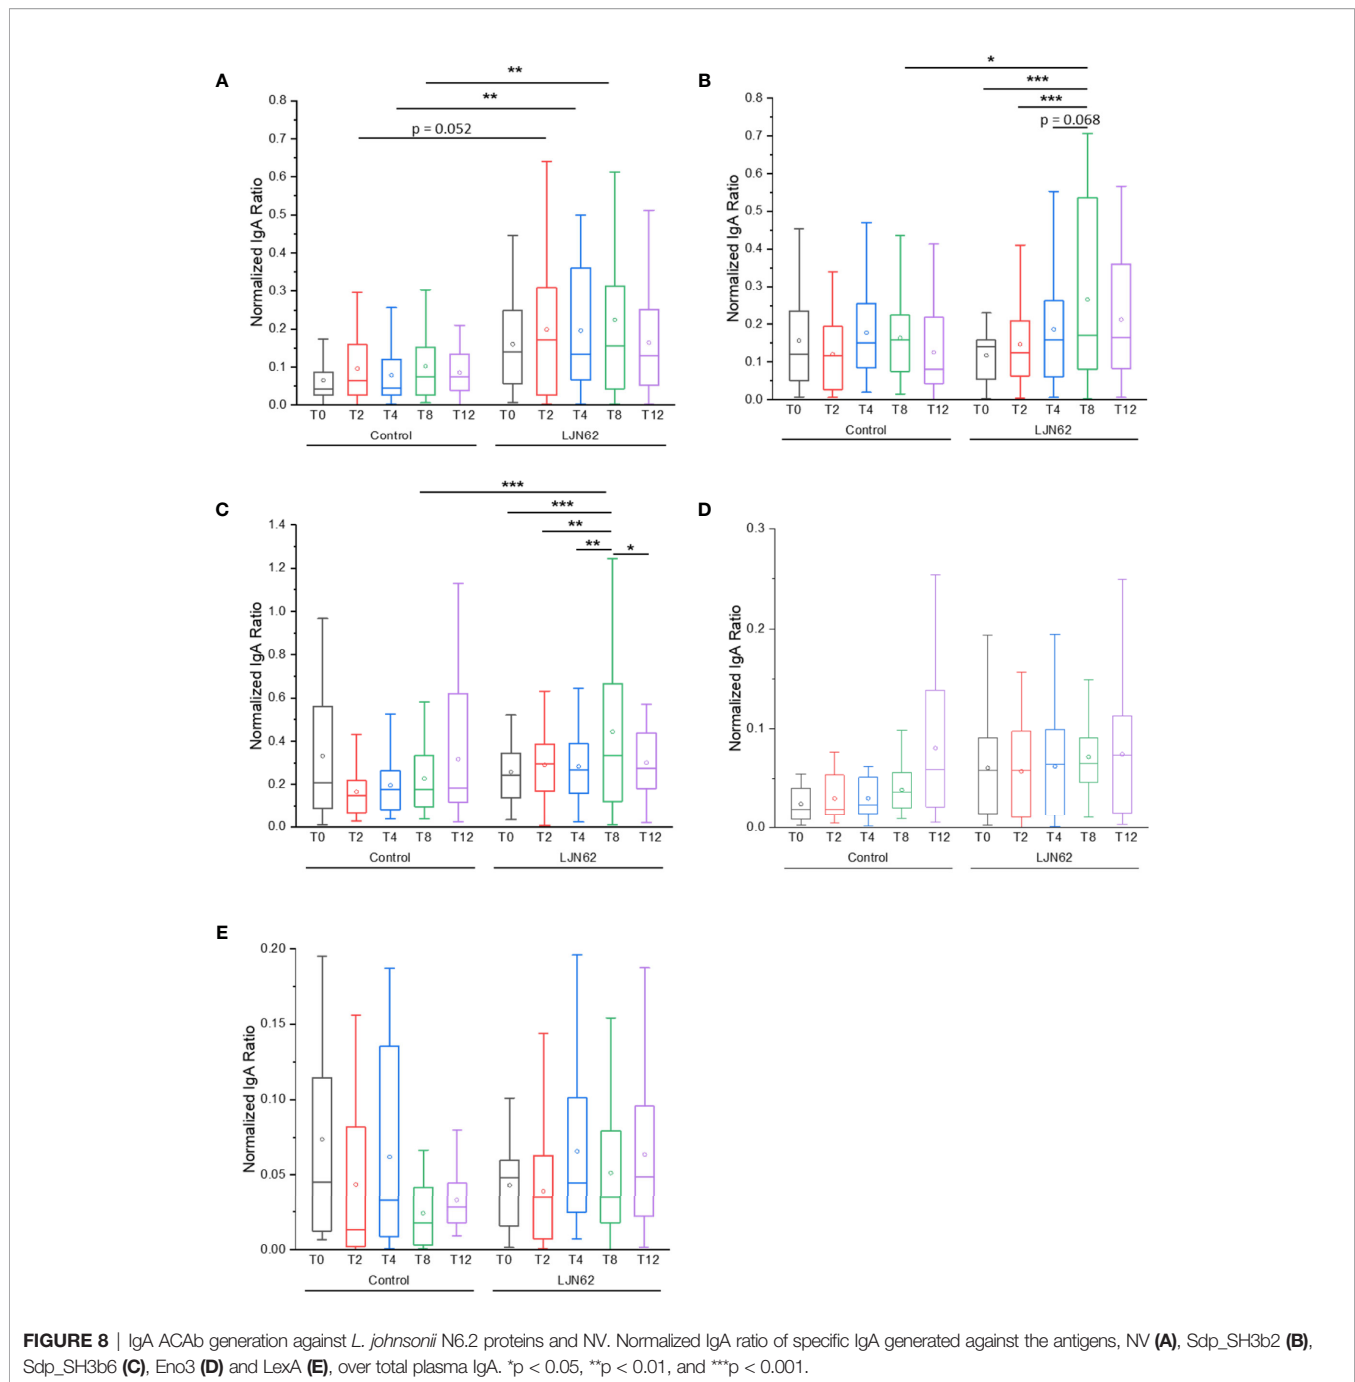 A
**
**
p = 0.052
0.8
0.7
0.6
0.5
0.4
0.3
0.2
0.1
0.0
Normalized IgA Ratio
T0 T2 T4 T8 T12 T0 T2 T4 T8 T12
Control LJN62
B
*
***
***
p = 0.068
0.8
0.7
0.6
0.5
0.4
0.3
0.2
0.1
0.0
Normalized IgA Ratio
T0 T2 T4 T8 T12 T0 T2 T4 T8 T12
Control LJN62
C
***
***
**
** *
1.4
1.2
1.0
0.8
0.6
0.4
0.2
0.0
Normalized IgA Ratio
T0 T2 T4 T8 T12 T0 T2 T4 T8 T12
Control LJN62
D
0.3
0.2
0.1
0.0
Normalized IgA Ratio
T0 T2 T4 T8 T12 T0 T2 T4 T8 T12
Control LJN62
E
0.20
0.15
0.10
0.05
0.00
Normalized IgA Ratio
T0 T2 T4 T8 T12 T0 T2 T4 T8 T12
Control LJN62
FIGURE 8 | IgA ACAb generation against L. johnsonii N6.2 proteins and NV. Normalized IgA ratio of specific IgA generated against the antigens, NV (A), Sdp_SH3b2 (B),
Sdp_SH3b6 (C), Eno3 (D) and LexA (E), over total plasma IgA. *p < 0.05, **p < 0.01, and ***p < 0.001.